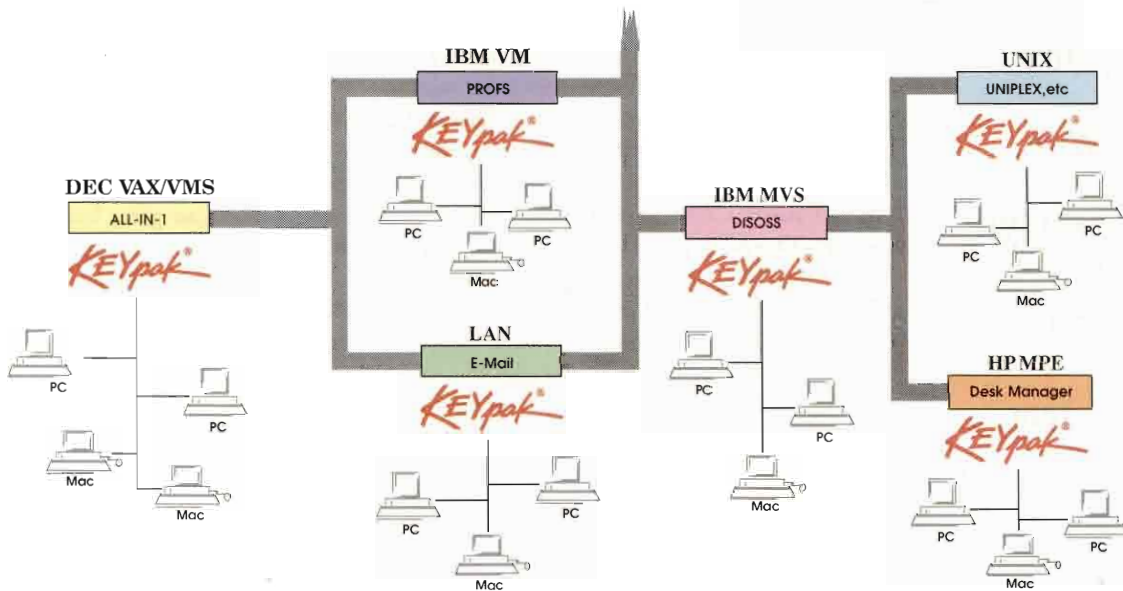 DEC VAX/VMS
ALL-IN-1
KEYpak®
PC
PC
Mac
Mac
IBM VM
PROFS
KEYpak®
PC
PC
Mac
LAN
E-Mail
KEYpak®
PC
PC
Mac
IBM MVS
DISOSS
KEYpak®
PC
PC
Mac
UNIX
UNIPLEX,etc
KEYpak®
PC
PC
Mac
HP MPE
Desk Manager
KEYpak®
PC
PC
Mac